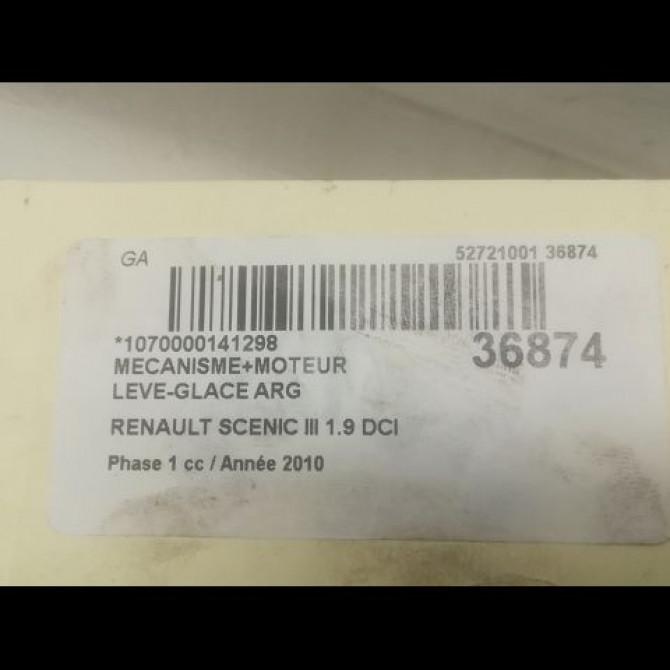 GA 52721001 36874
*1070000141298 36874
MECANISME+MOTEUR
LEVE-GLACE ARG
RENAULT SCENIC III 1.9 DCI
Phase 1 cc / Année 2010